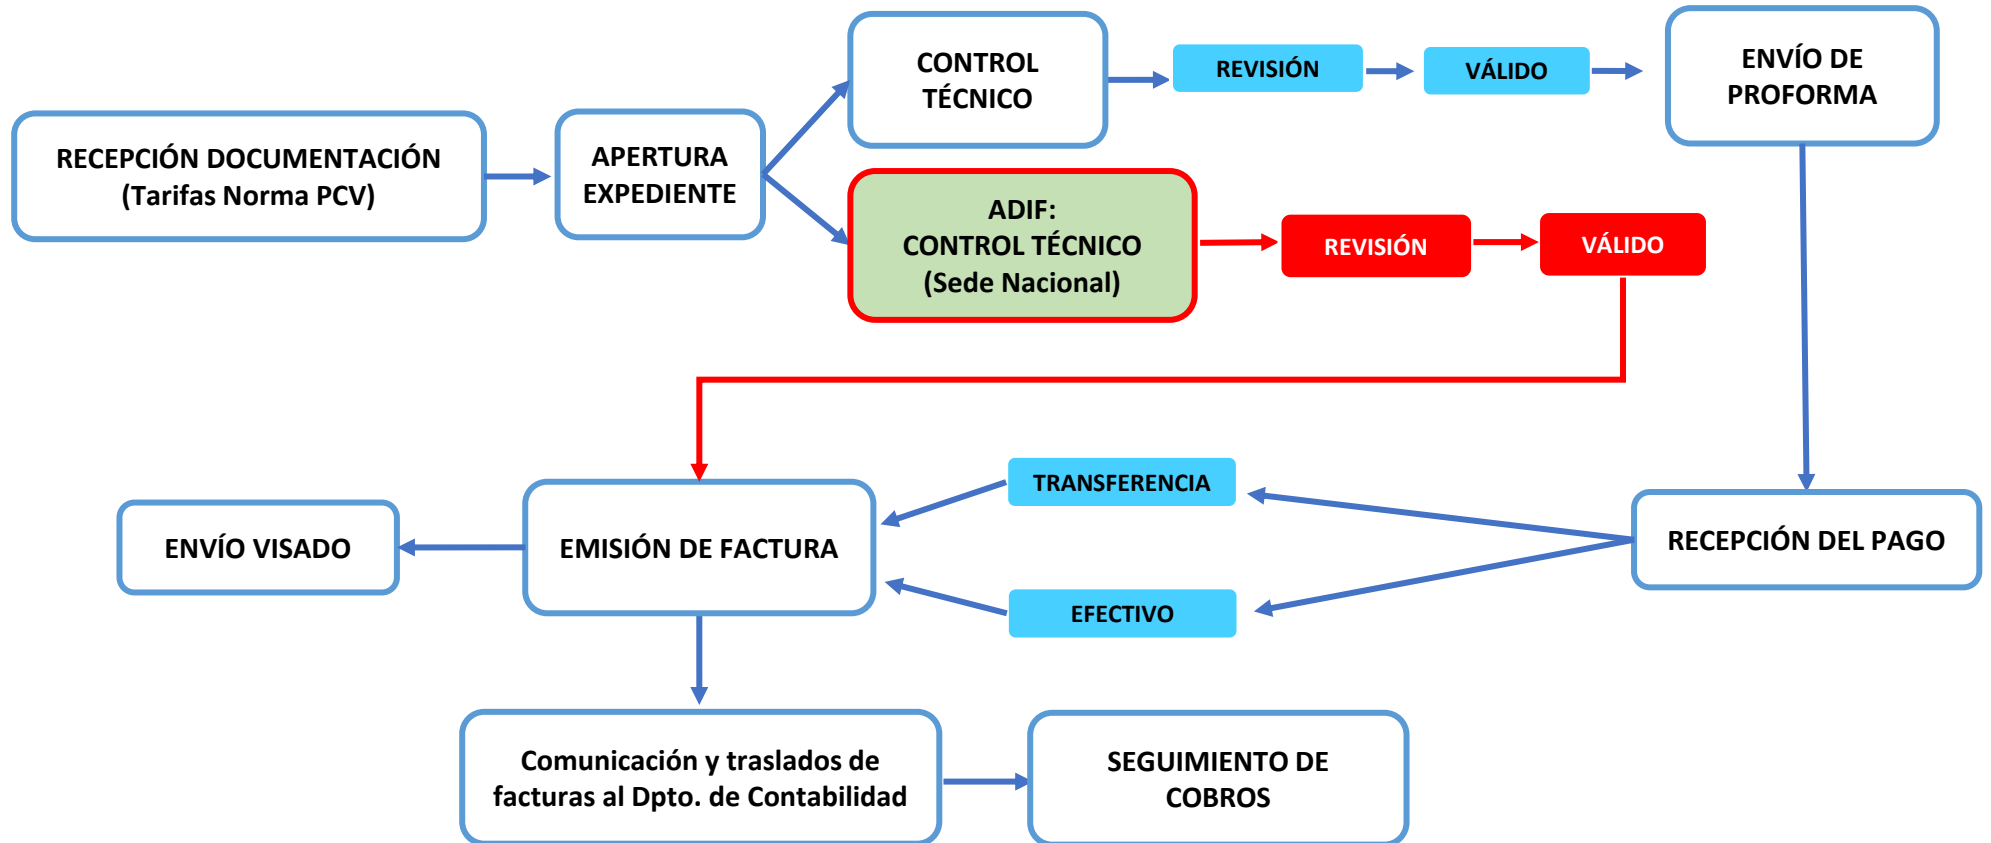 RECEPCIÓN DOCUMENTACIÓN
(Tarifas Norma PCV)
APERTURA
EXPEDIENTE
CONTROL
TÉCNICO
REVISIÓN
VÁLIDO
ENVÍO DE
PROFORMA
ADIF:
CONTROL TÉCNICO
(Sede Nacional)
REVISIÓN
VÁLIDO
RECEPCIÓN DEL PAGO
TRANSFERENCIA
EFECTIVO
EMISIÓN DE FACTURA
ENVÍO VISADO
Comunicación y traslados de
facturas al Dpto. de Contabilidad
SEGUIMIENTO DE
COBROS